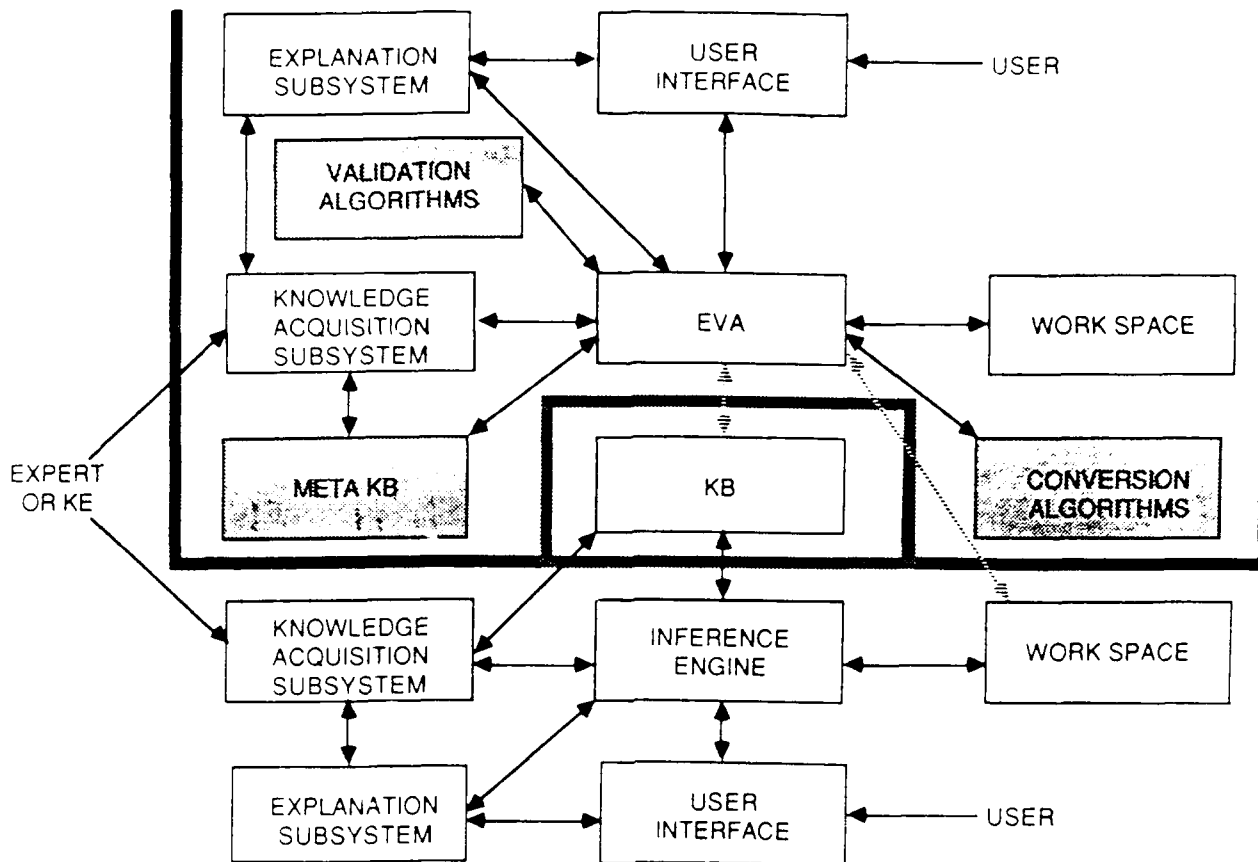 EXPLANATION
SUBSYSTEM
USER
INTERFACE
USER
VALIDATION
ALGORITHMS
KNOWLEDGE
ACQUISITION
SUBSYSTEM
EVA
WORK SPACE
EXPERT
OR KE
META KB
KB
CONVERSION
ALGORITHMS
KNOWLEDGE
ACQUISITION
SUBSYSTEM
INFERENCE
ENGINE
WORK SPACE
EXPLANATION
SUBSYSTEM
USER
INTERFACE
USER